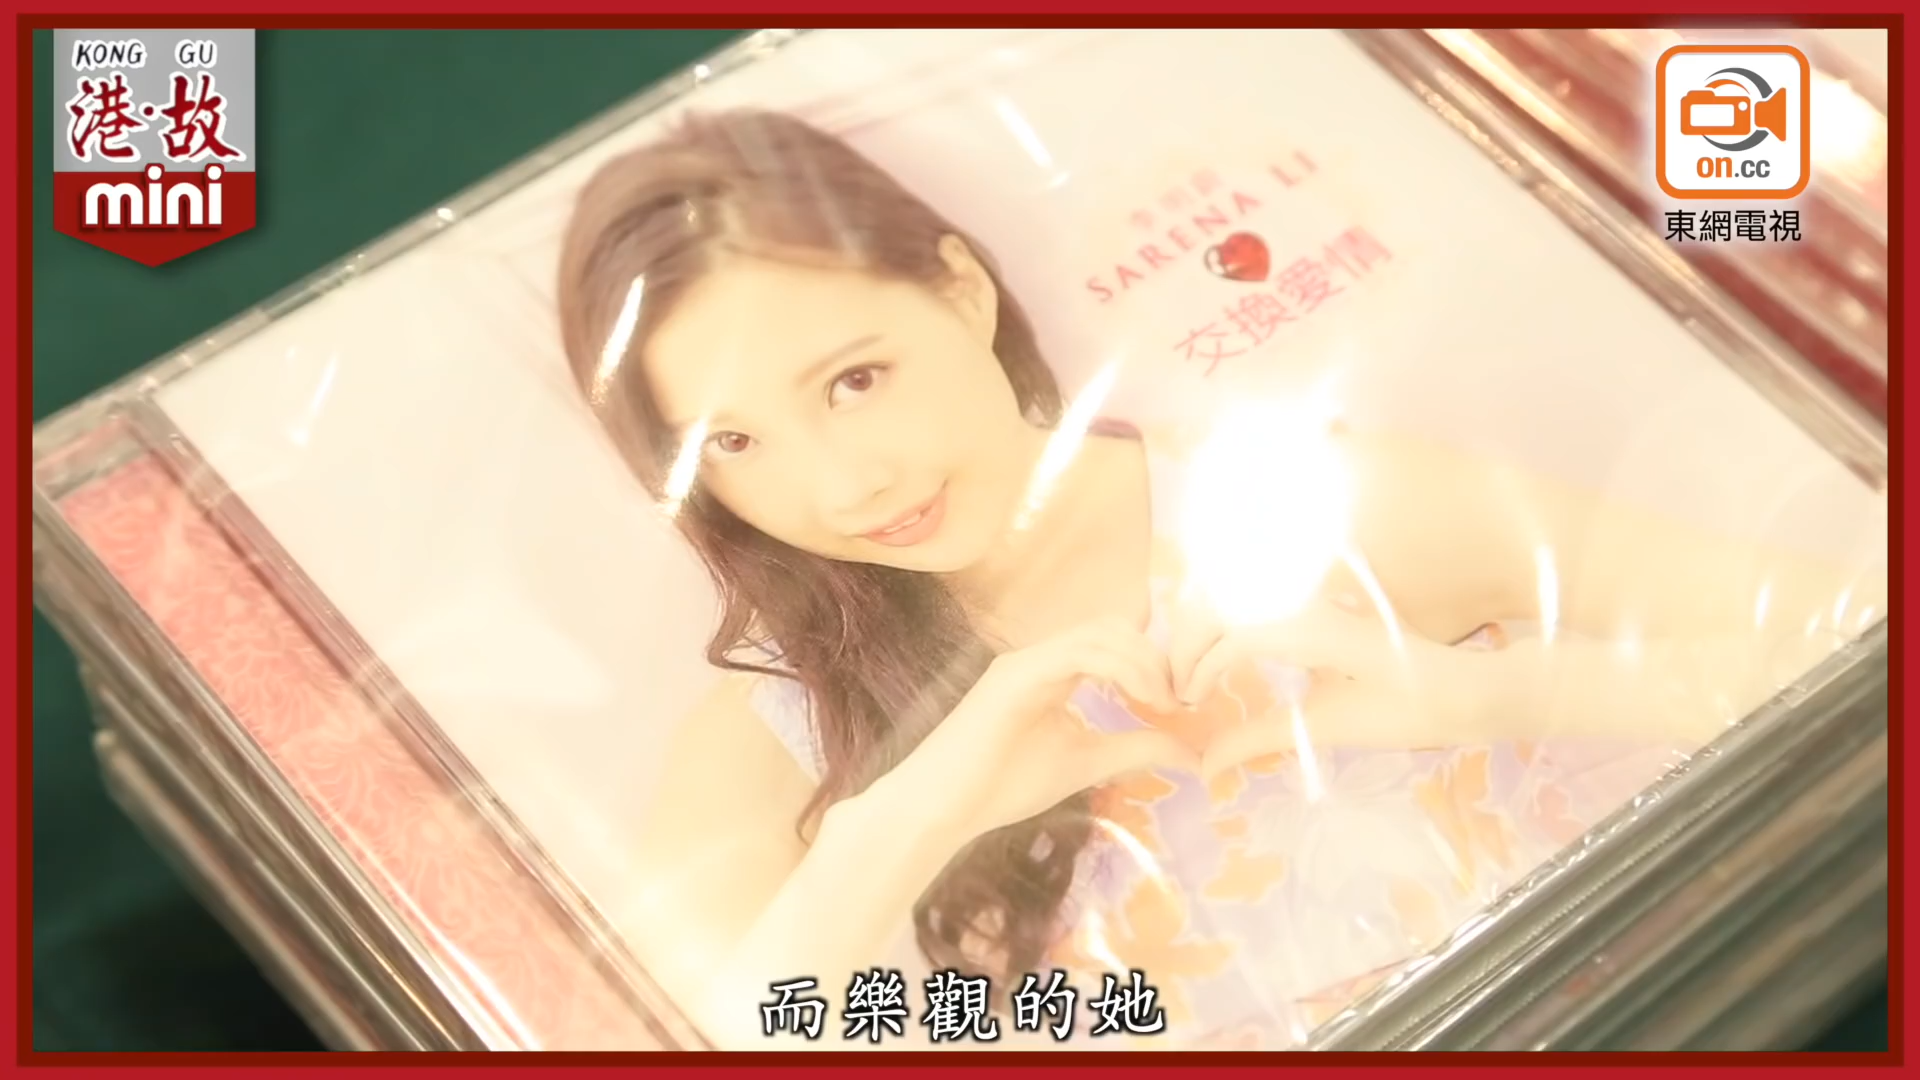 KONG GU
港·故
mini
on.cc
東網電視
SARENA LI
交換愛情
而樂觀的她